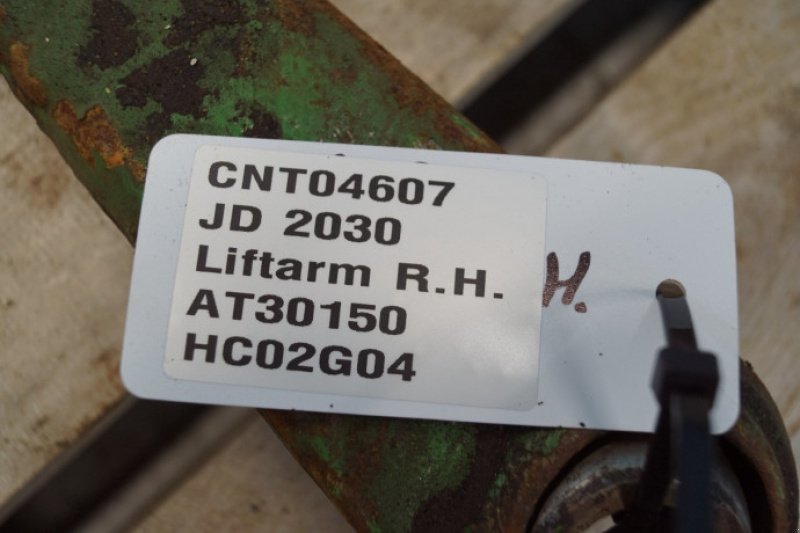 CNT04607
JD 2030
Liftarm R.H.
AT30150
HC02G04
H.